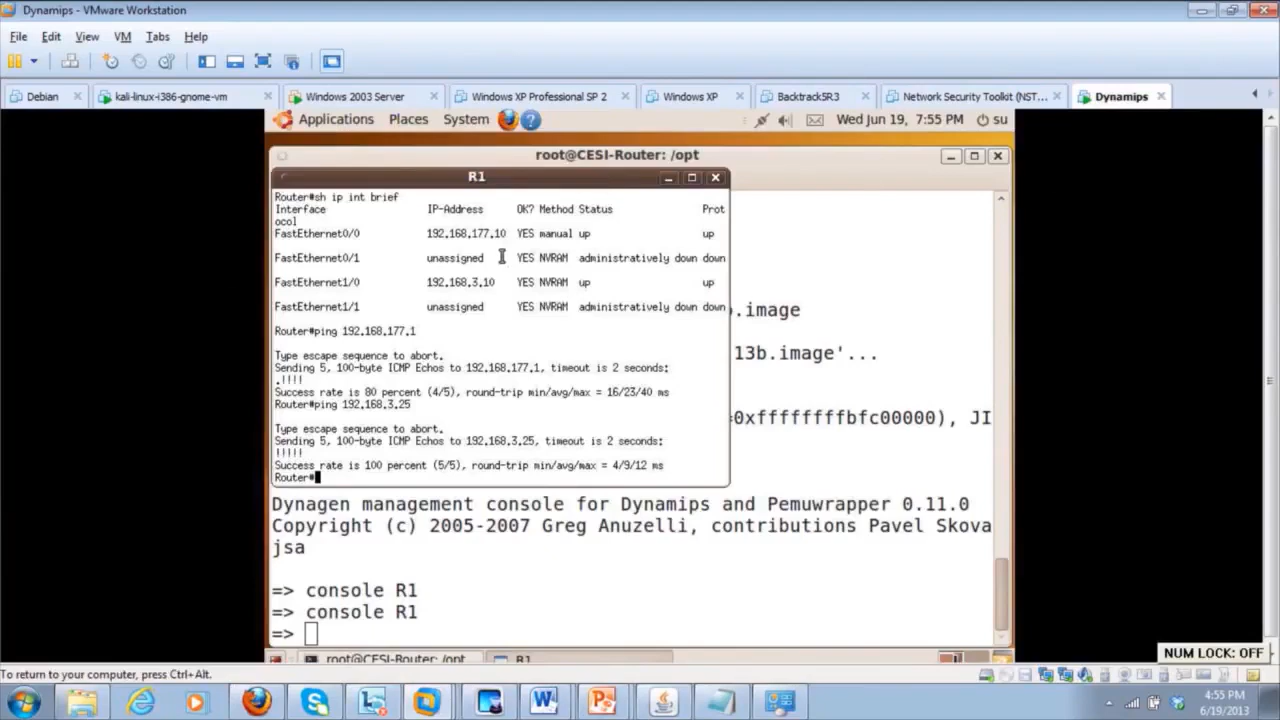 Dynamips - VMware Workstation
File Edit View VM Tabs Help
Debian kali-linux-i386-gnome-vm Windows 2003 Server Windows XP Professional SP 2 Windows XP Backtrack5R3 Network Security Toolkit (NST... Dynamips
Applications Places System Wed Jun 19, 7:55 PM su
root@CESI-Router: /opt
R1
Router#sh ip int brief
Interface IP-Address OK? Method Status Prot
ocol
FastEthernet0/0 192.168.177.10 YES manual up up
FastEthernet0/1 unassigned YES NVRAM administratively down down
FastEthernet1/0 192.168.3.10 YES NVRAM up up
FastEthernet1/1 unassigned YES NVRAM administratively down down
Router#ping 192.168.177.1
Type escape sequence to abort.
Sending 5, 100-byte ICMP Echos to 192.168.177.1, timeout is 2 seconds:
.!!!!
Success rate is 80 percent (4/5), round-trip min/avg/max = 16/23/40 ms
Router#ping 192.168.3.25
Type escape sequence to abort.
Sending 5, 100-byte ICMP Echos to 192.168.3.25, timeout is 2 seconds:
!!!!!
Success rate is 100 percent (5/5), round-trip min/avg/max = 4/9/12 ms
Router#
.image
13b.image'...
=0xffffffffbfc00000), JI
Dynagen management console for Dynamips and Pemuwrapper 0.11.0
Copyright (c) 2005-2007 Greg Anuzelli, contributions Pavel Skova
jsa
=> console R1
=> console R1
=>
root@CESI-Router: /opt R1
NUM LOCK: OFF
To return to your computer, press Ctrl+Alt.
4:55 PM
6/19/2013